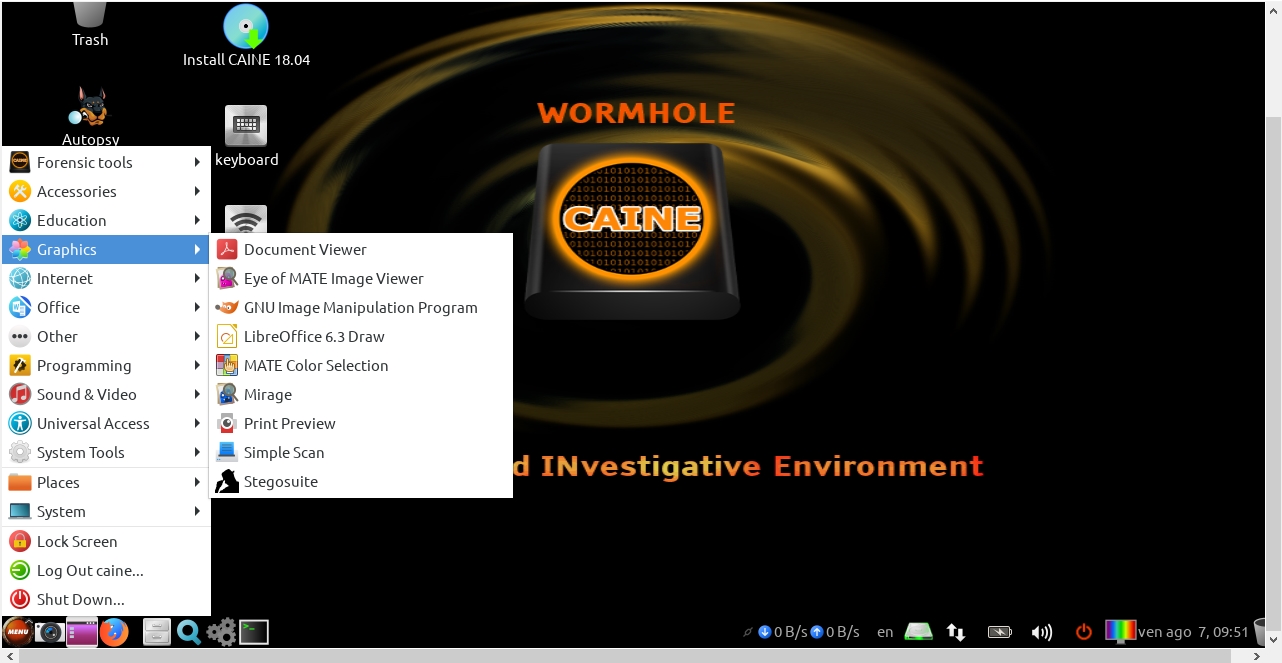 Trash
Install CAINE 18.04
Autopsy
keyboard
WORMHOLE
CAINE
d INvestigative Environment
Forensic tools
Accessories
Education
Graphics
Internet
Office
Other
Programming
Sound & Video
Universal Access
System Tools
Places
System
Lock Screen
Log Out caine...
Shut Down...
Document Viewer
Eye of MATE Image Viewer
GNU Image Manipulation Program
LibreOffice 6.3 Draw
MATE Color Selection
Mirage
Print Preview
Simple Scan
Stegosuite
MENU
0 B/s 0 B/s en ven ago 7, 09:51